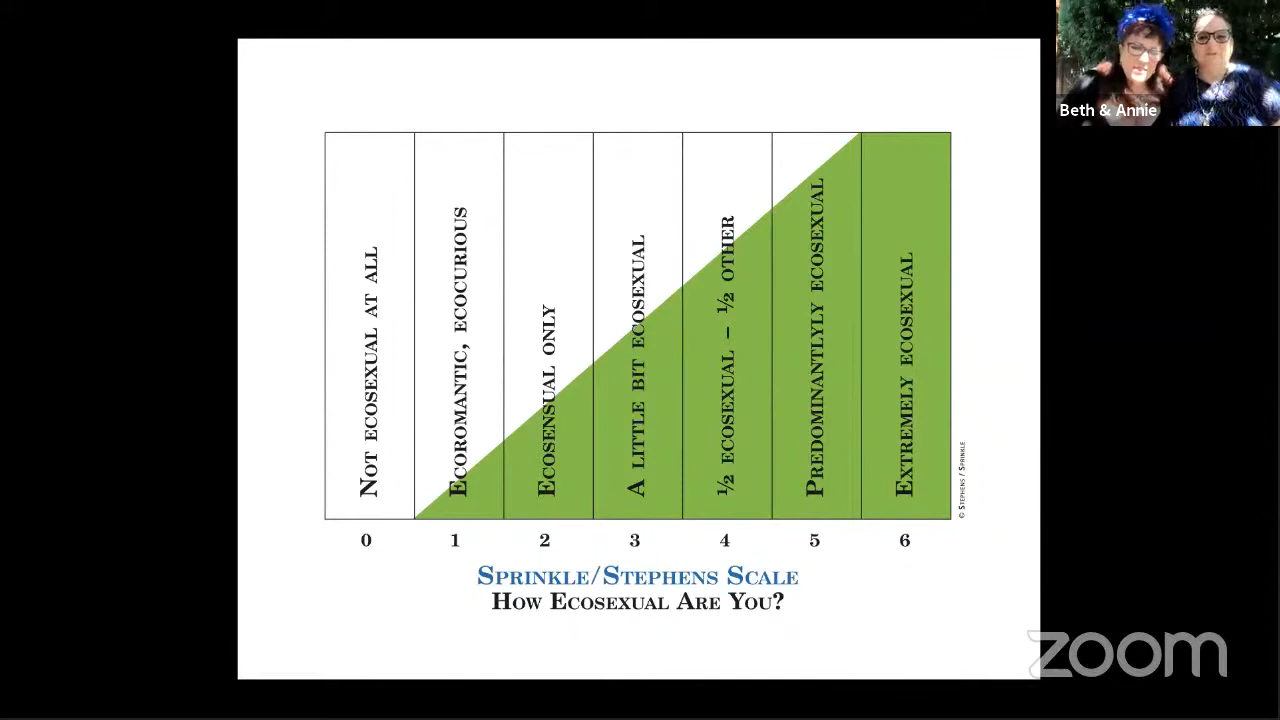 Beth & Annie
Not ecosexual at all
Ecoromantic, ecocurious
Ecosensual only
A little bit ecosexual
½ ecosexual – ½ other
Predominantlyly ecosexual
Extremely ecosexual
© Stephens / Sprinkle
0 1 2 3 4 5 6
Sprinkle/Stephens Scale
How Ecosexual Are You?
zoom